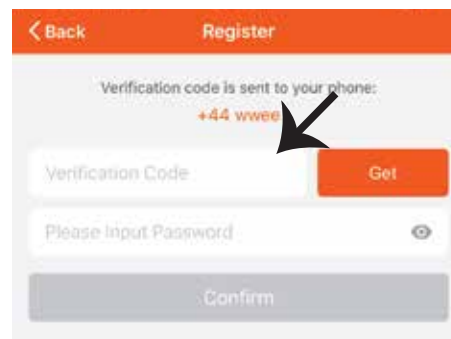 Back Register
Verification code is sent to your phone:
+44 wwee
Verification Code Get
Please Input Password
Confirm